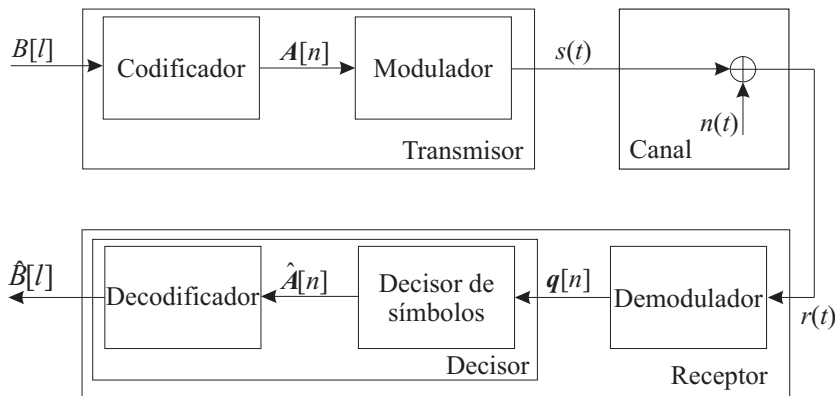 B[l]
Codificador
A[n]
Modulador
s(t)
n(t)
Transmisor
Canal
B̂[l]
Decodificador
Â[n]
Decisor de
símbolos
q[n]
Demodulador
r(t)
Decisor
Receptor